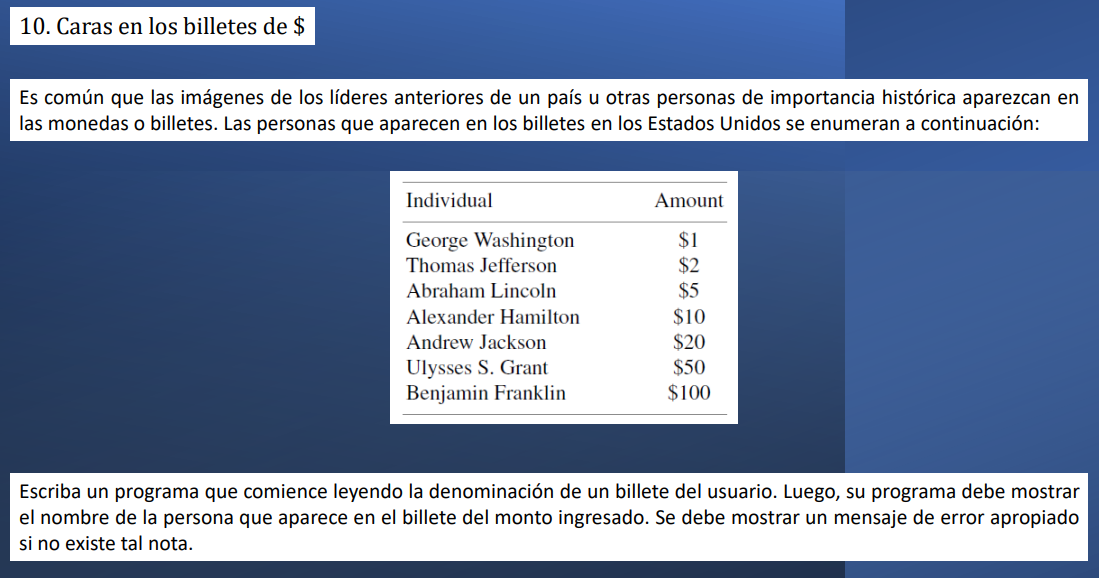 10. Caras en los billetes de $
Es común que las imágenes de los líderes anteriores de un país u otras personas de importancia histórica aparezcan en
las monedas o billetes. Las personas que aparecen en los billetes en los Estados Unidos se enumeran a continuación:
Individual Amount
George Washington $1
Thomas Jefferson $2
Abraham Lincoln $5
Alexander Hamilton $10
Andrew Jackson $20
Ulysses S. Grant $50
Benjamin Franklin $100
Escriba un programa que comience leyendo la denominación de un billete del usuario. Luego, su programa debe mostrar
el nombre de la persona que aparece en el billete del monto ingresado. Se debe mostrar un mensaje de error apropiado
si no existe tal nota.